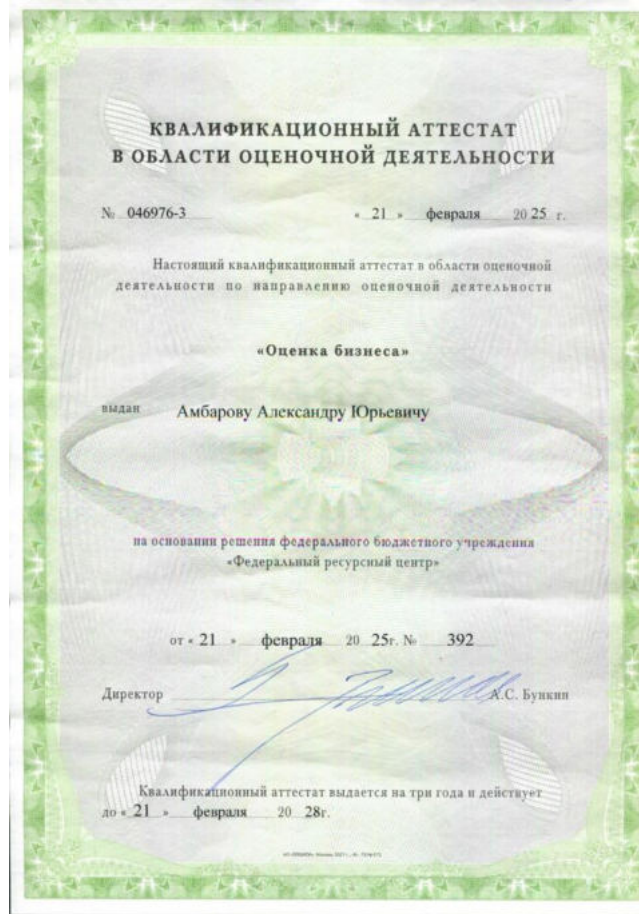 КВАЛИФИКАЦИОННЫЙ АТТЕСТАТ
В ОБЛАСТИ ОЦЕНОЧНОЙ ДЕЯТЕЛЬНОСТИ
№ 046976-3 « 21 » февраля 20 25 г.
Настоящий квалификационный аттестат в области оценочной
деятельности по направлению оценочной деятельности
«Оценка бизнеса»
выдан Амбарову Александру Юрьевичу
на основании решения федерального бюджетного учреждения
«Федеральный ресурсный центр»
от « 21 » февраля 20 25г. № 392
Директор А.С. Бункин
Квалификационный аттестат выдается на три года и действует
до « 21 » февраля 20 28г.